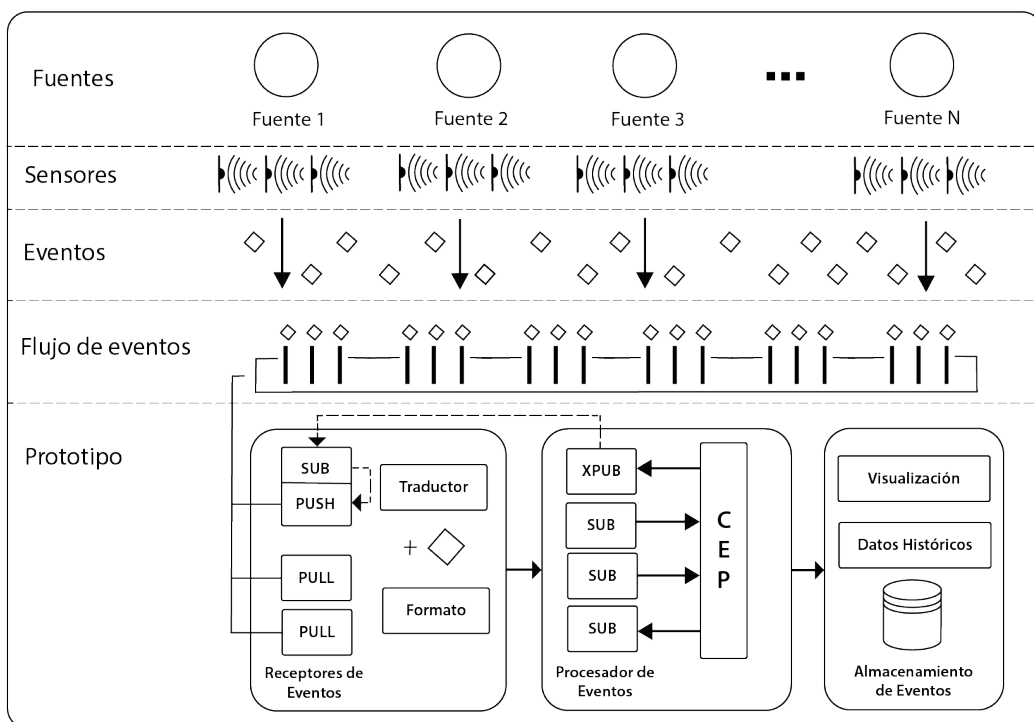 Fuentes
Fuente 1
Fuente 2
Fuente 3
Fuente N
Sensores
Eventos
Flujo de eventos
Prototipo
SUB
PUSH
PULL
PULL
Traductor
+
Formato
Receptores de
Eventos
XPUB
SUB
SUB
SUB
C
E
P
Procesador de
Eventos
Visualización
Datos Históricos
Almacenamiento
de Eventos